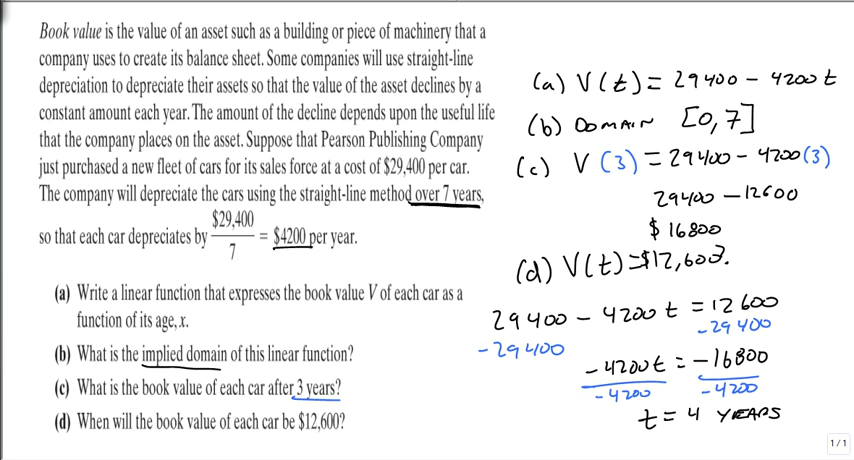 Book value is the value of an asset such as a building or piece of machinery that a
company uses to create its balance sheet. Some companies will use straight-line
depreciation to depreciate their assets so that the value of the asset declines by a
constant amount each year. The amount of the decline depends upon the useful life
that the company places on the asset. Suppose that Pearson Publishing Company
just purchased a new fleet of cars for its sales force at a cost of $29,400 per car.
The company will depreciate the cars using the straight-line method over 7 years,
so that each car depreciates by $29,400 / 7 = $4200 per year.
(a) Write a linear function that expresses the book value V of each car as a
function of its age, x.
(b) What is the implied domain of this linear function?
(c) What is the book value of each car after 3 years?
(d) When will the book value of each car be $12,600?
(a) V(t) = 29400 - 4200t
(b) DOMAIN [0,7]
(c) V(3) = 29400 - 4200(3)
29400 - 12600
$16800
(d) V(t) = $12,600.
29400 - 4200t = 12600
-29400 -29400
-4200t = -16800
-4200 -4200
t = 4 YEARS
1 / 1